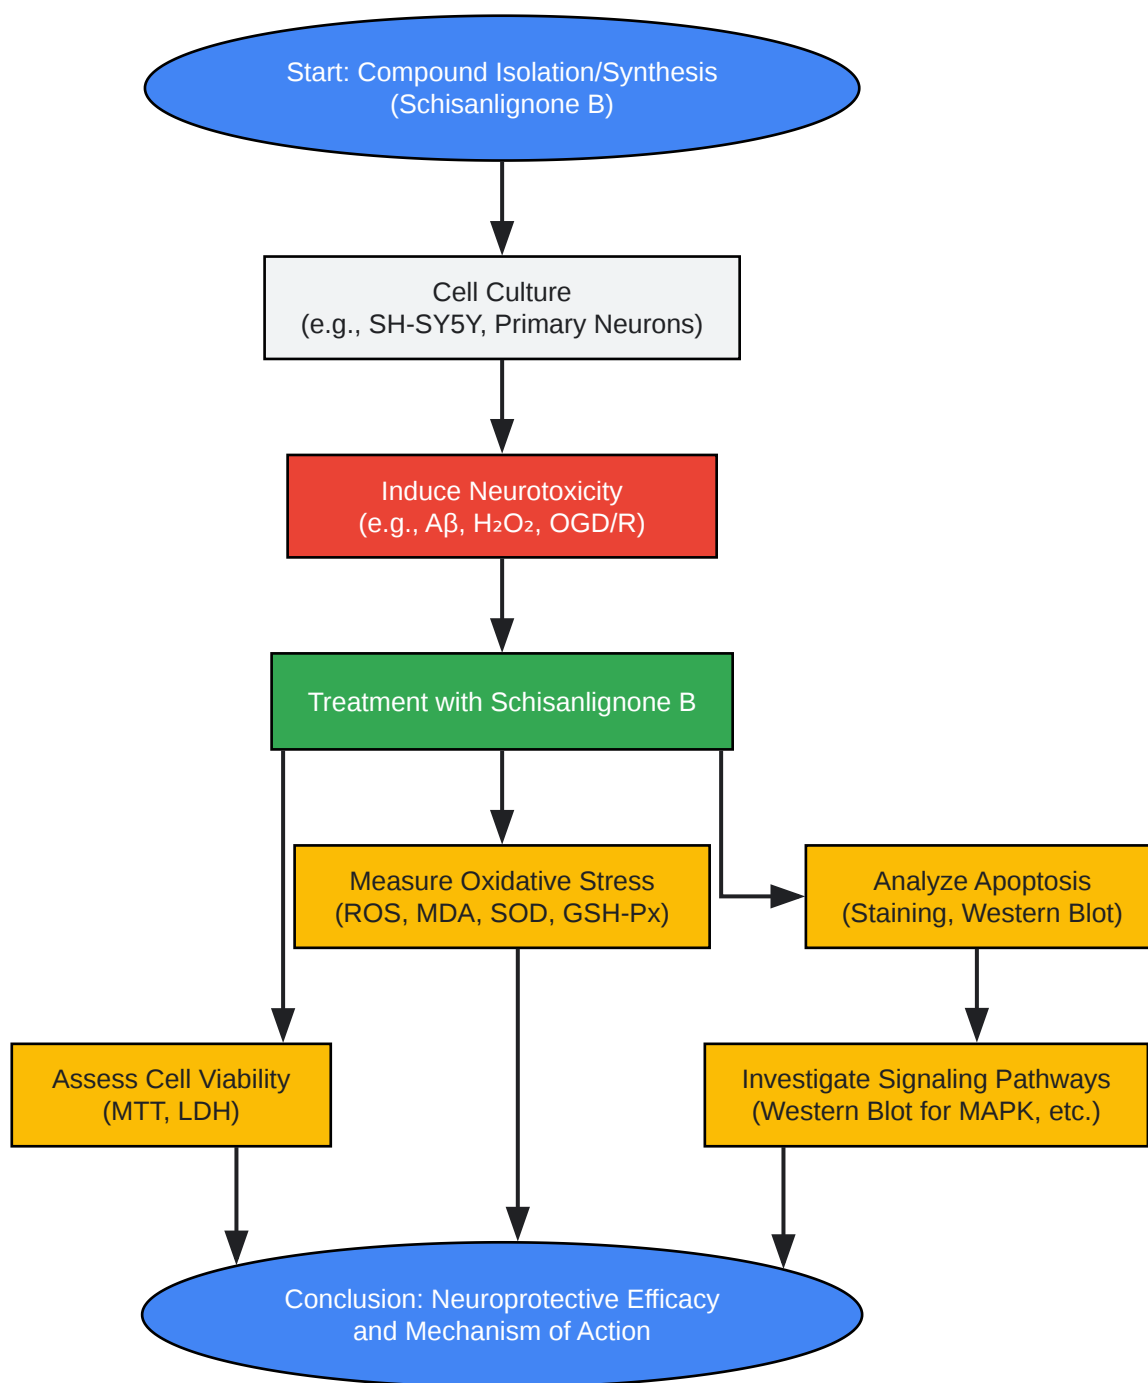 Start: Compound Isolation/Synthesis
(Schisanlignone B)
Cell Culture
(e.g., SH-SY5Y, Primary Neurons)
Induce Neurotoxicity
(e.g., Aβ, H₂O₂, OGD/R)
Treatment with Schisanlignone B
Measure Oxidative Stress
(ROS, MDA, SOD, GSH-Px)
Analyze Apoptosis
(Staining, Western Blot)
Assess Cell Viability
(MTT, LDH)
Investigate Signaling Pathways
(Western Blot for MAPK, etc.)
Conclusion: Neuroprotective Efficacy
and Mechanism of Action